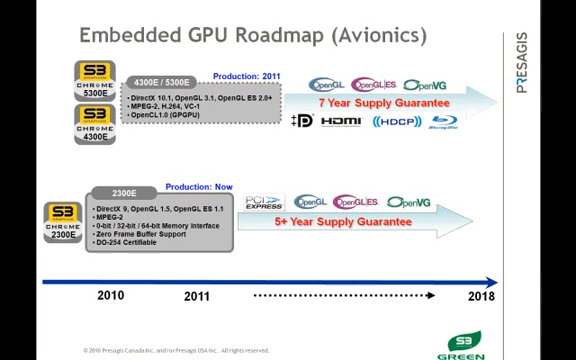 Embedded GPU Roadmap (Avionics)
PRESAGIS
S3
GRAPHICS
CHROME
5300E
S3
GRAPHICS
CHROME
4300E
4300E / 5300E
Production: 2011
• DirectX 10.1, OpenGL 3.1, OpenGL ES 2.0+
• MPEG-2, H.264, VC-1
• OpenCL1.0 (GPGPU)
OpenGL
OpenGL|ES
OpenVG
7 Year Supply Guarantee
HDMI
HDCP
Blu-ray Disc
S3
GRAPHICS
CHROME
2300E
2300E
Production: Now
• DirectX 9, OpenGL 1.5, OpenGL ES 1.1
• MPEG-2
• 0-bit / 32-bit / 64-bit Memory Interface
• Zero Frame Buffer Support
• DO-254 Certifiable
PCI EXPRESS
OpenGL
OpenGL|ES
OpenVG
5+ Year Supply Guarantee
2010
2011
2018
© 2010 Presagis Canada Inc. and/or Presagis USA Inc. All rights reserved.
S3
GREEN